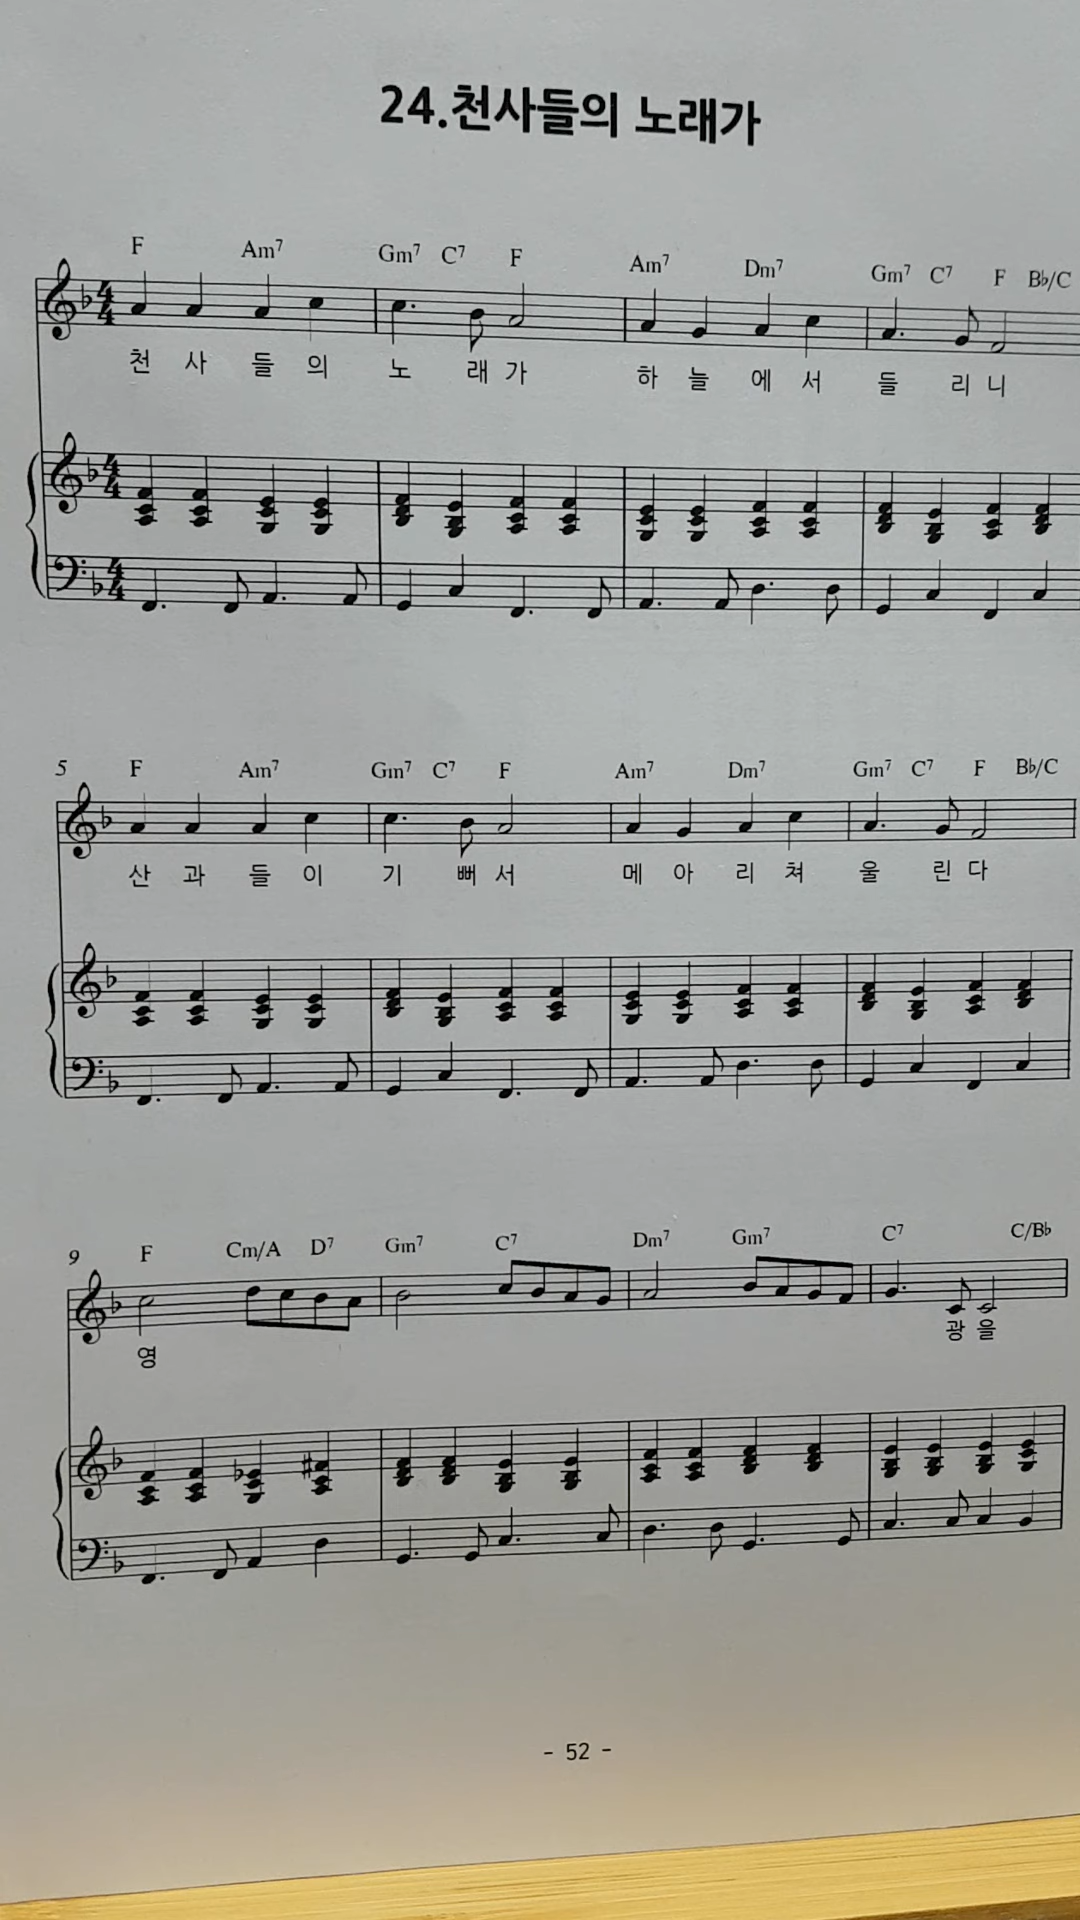 24.천사들의 노래가
F Am7 Gm7 C7 F Am7 Dm7 Gm7 C7 F B♭/C
천 사 들 의 노 래 가 하 늘 에 서 들 리 니
5 F Am7 Gm7 C7 F Am7 Dm7 Gm7 C7 F B♭/C
산 과 들 이 기 뻐 서 메 아 리 쳐 울 린 다
9 F Cm/A D7 Gm7 C7 Dm7 Gm7 C7 C/B♭
영 광 을
- 52 -